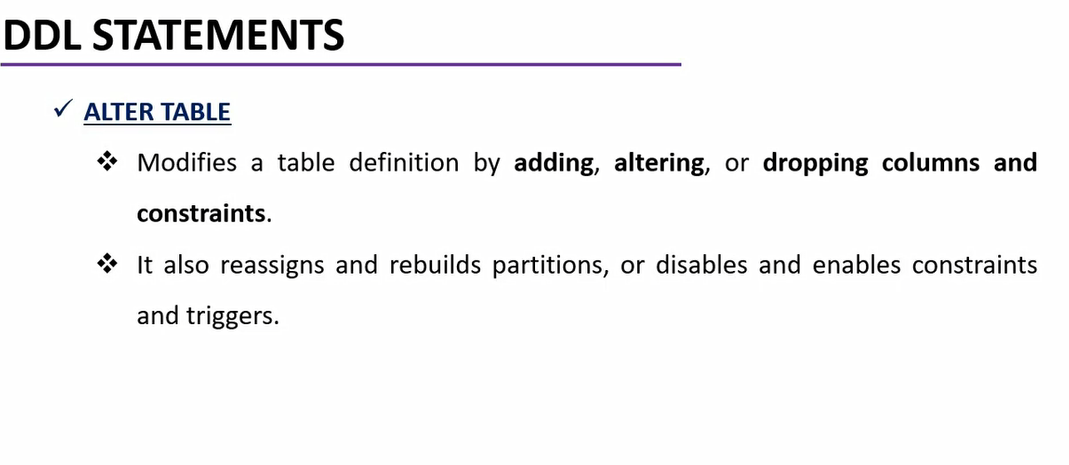 DDL STATEMENTS
✓ ALTER TABLE
❖ Modifies a table definition by adding, altering, or dropping columns and
constraints.
❖ It also reassigns and rebuilds partitions, or disables and enables constraints
and triggers.